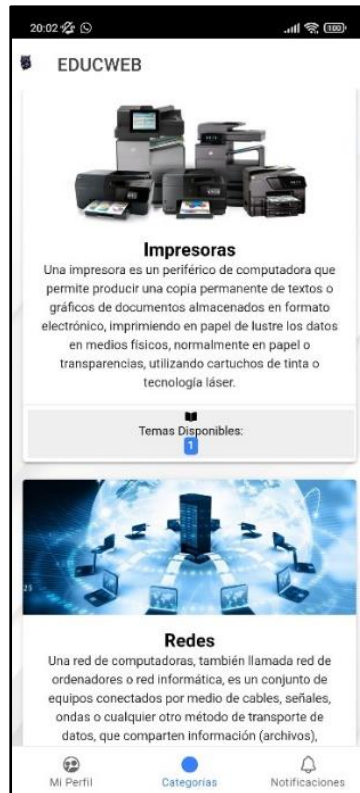 20:02
100
EDUCWEB
Impresoras
Una impresora es un periférico de computadora que
permite producir una copia permanente de textos o
gráficos de documentos almacenados en formato
electrónico, imprimiendo en papel de lustre los datos
en medios físicos, normalmente en papel o
transparencias, utilizando cartuchos de tinta o
tecnología láser.
Temas Disponibles:
1
Redes
Una red de computadoras, también llamada red de
ordenadores o red informática, es un conjunto de
equipos conectados por medio de cables, señales,
ondas o cualquier otro método de transporte de
datos, que comparten información (archivos),
Mi Perfil
Categorias
Notificaciones